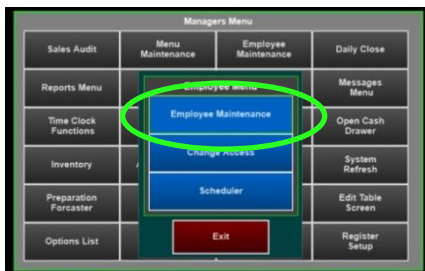 Managers Menu
Sales Audit
Menu
Maintenance
Employee
Maintenance
Daily Close
Reports Menu
Employee Menu
Messages
Menu
Employee Maintenance
Time Clock
Functions
Open Cash
Drawer
Change Access
Inventory
System
Refresh
Scheduler
Preparation
Forcaster
Edit Table
Screen
Exit
Options List
Register
Setup